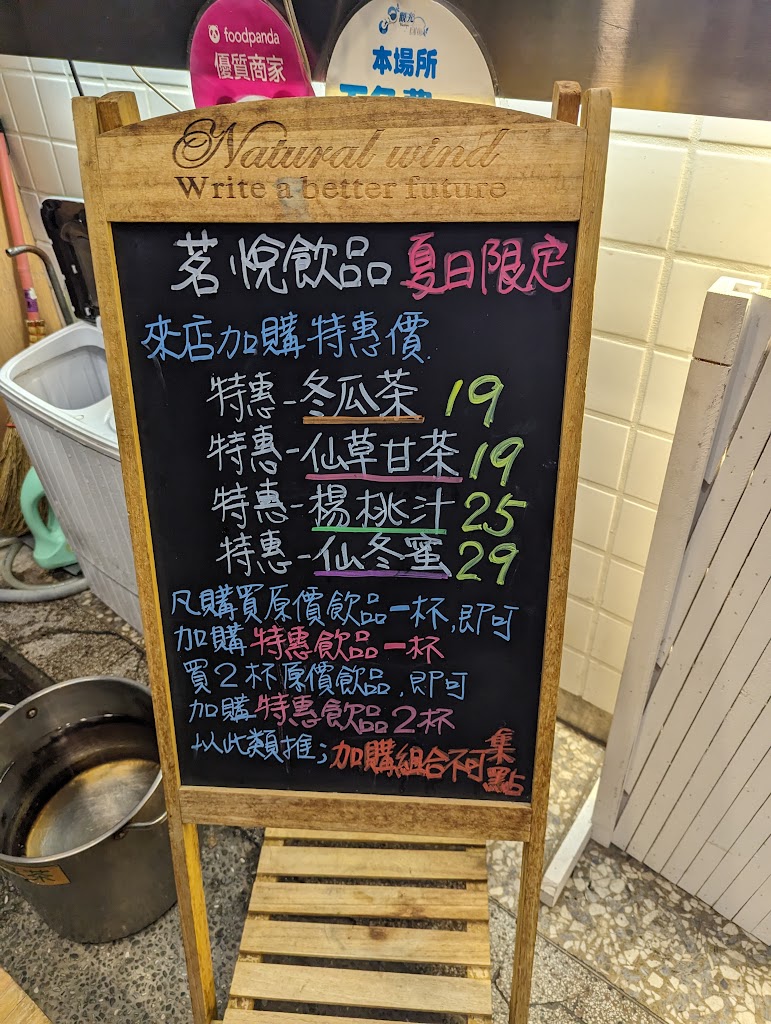 foodpanda
優質商家
觀光
本場所
Natural wind
Write a better future
茗悅飲品 夏日限定
來店加購特惠價
特惠-冬瓜茶 19
特惠-仙草甘茶 19
特惠-楊桃汁 25
特惠-仙冬蜜 29
凡購買原價飲品一杯,即可
加購特惠飲品一杯
買2杯原價飲品,即可
加購特惠飲品2杯
以此類推;加購組合不可集點
茶